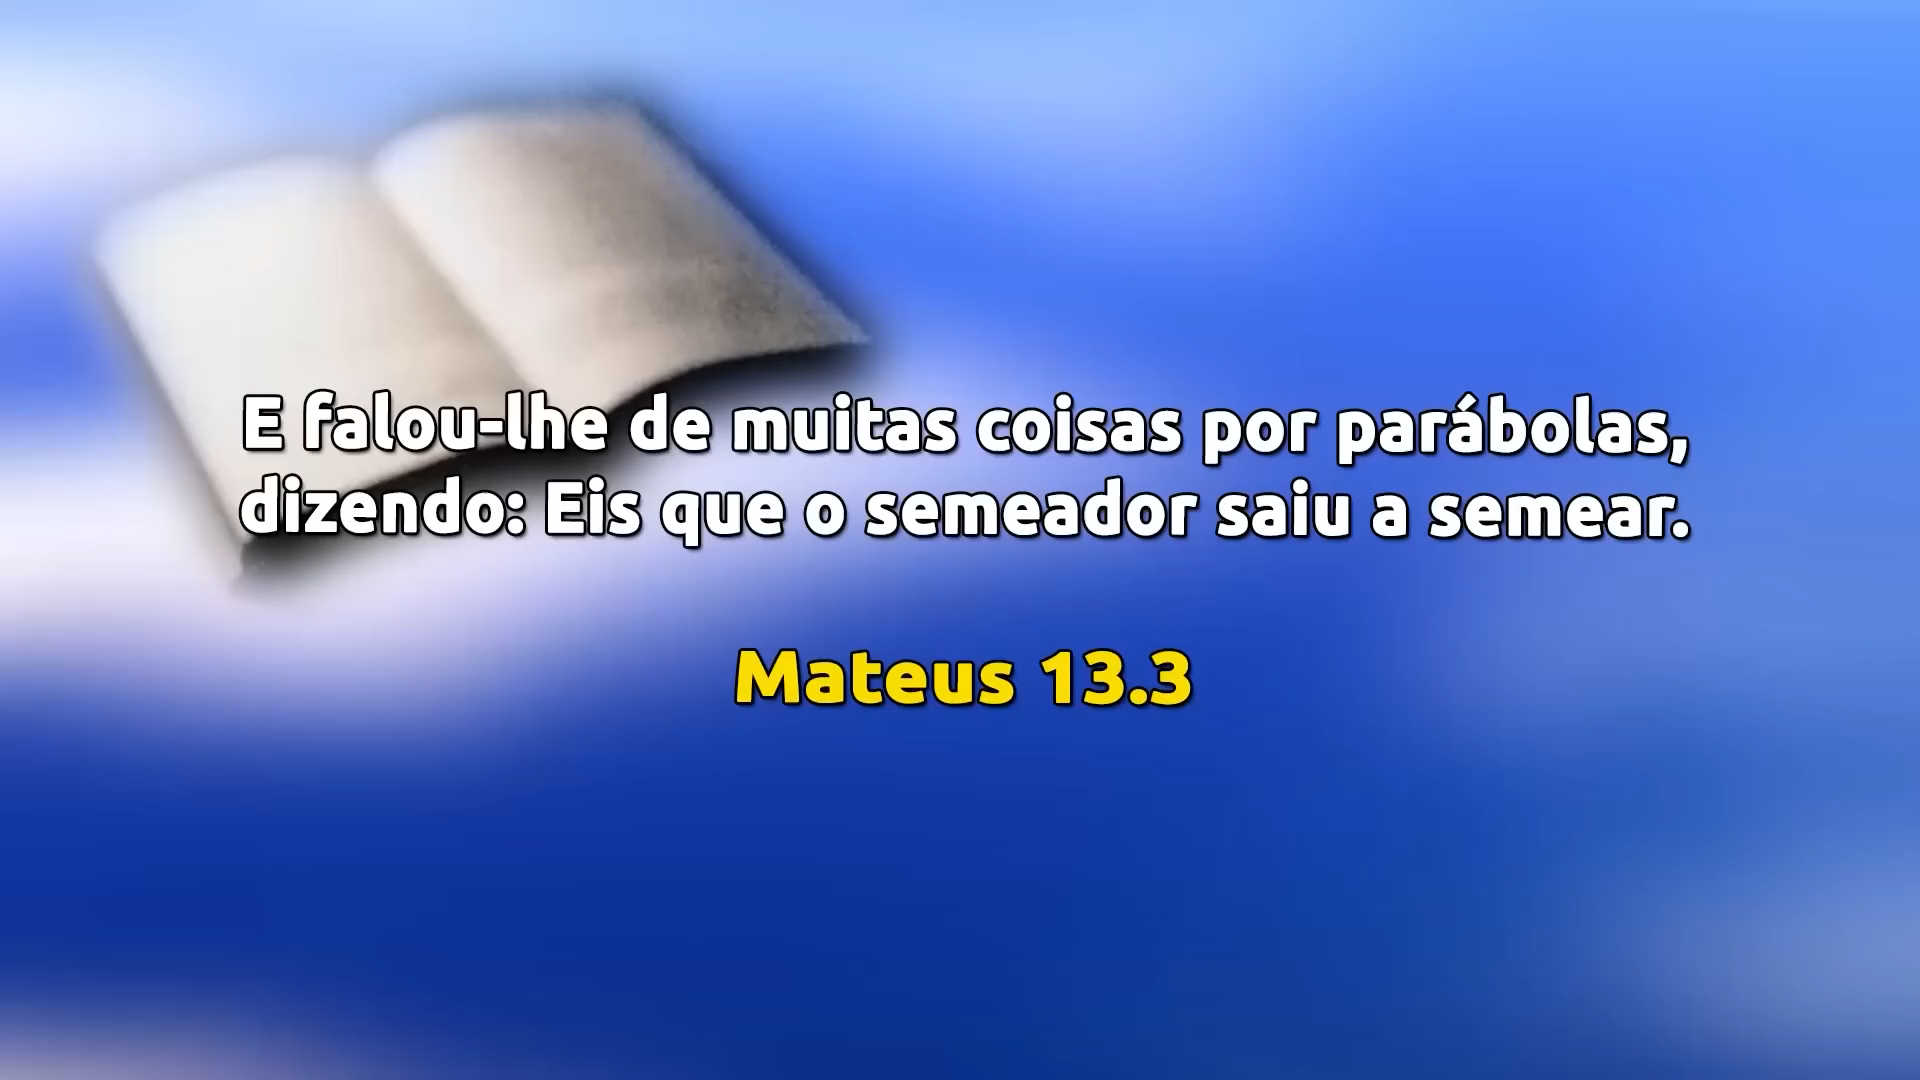 E falou-lhe de muitas coisas por parábolas,
dizendo: Eis que o semeador saiu a semear.
Mateus 13.3